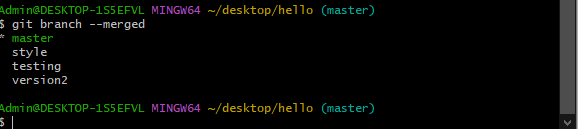 Admin@DESKTOP-1S5EFVL MINGW64 ~/desktop/hello (master)
$ git branch --merged
* master
  style
  testing
  version2

Admin@DESKTOP-1S5EFVL MINGW64 ~/desktop/hello (master)
$